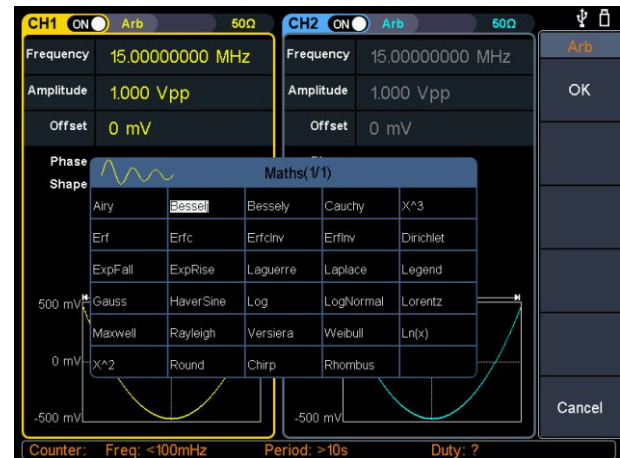 CH1 ON Arb 50Ω CH2 ON Arb 50Ω
Arb
Frequency 15.00000000 MHz Frequency 15.00000000 MHz
Amplitude 1.000 Vpp Amplitude 1.000 Vpp
OK
Offset 0 mV Offset 0 mV
Phase
Shape
Maths(1/1)
Airy Besselj Bessely Cauchy X^3
Erf Erfc ErfcInv ErfInv Dirichlet
ExpFall ExpRise Laguerre Laplace Legend
Gauss HaverSine Log LogNormal Lorentz
Maxwell Rayleigh Versiera Weibull Ln(x)
X^2 Round Chirp Rhombus
500 mV
0 mV
-500 mV -500 mV
Cancel
Counter: Freq: <100mHz Period: >10s Duty: ?